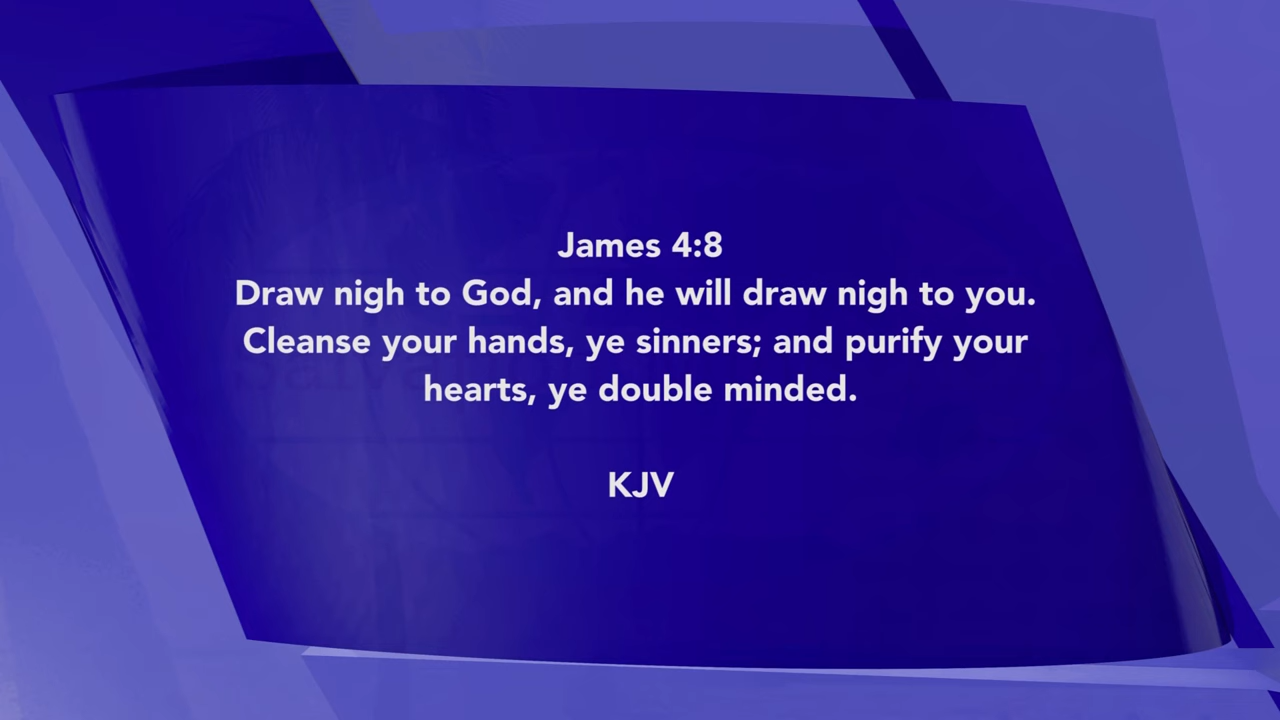 James 4:8
Draw nigh to God, and he will draw nigh to you.
Cleanse your hands, ye sinners; and purify your
hearts, ye double minded.
KJV